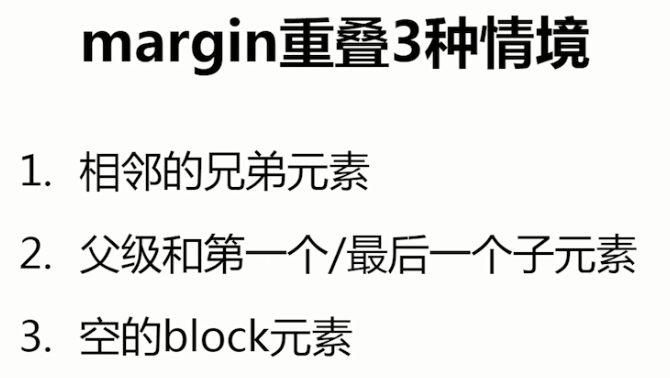 margin重叠3种情境
1. 相邻的兄弟元素
2. 父级和第一个/最后一个子元素
3. 空的block元素